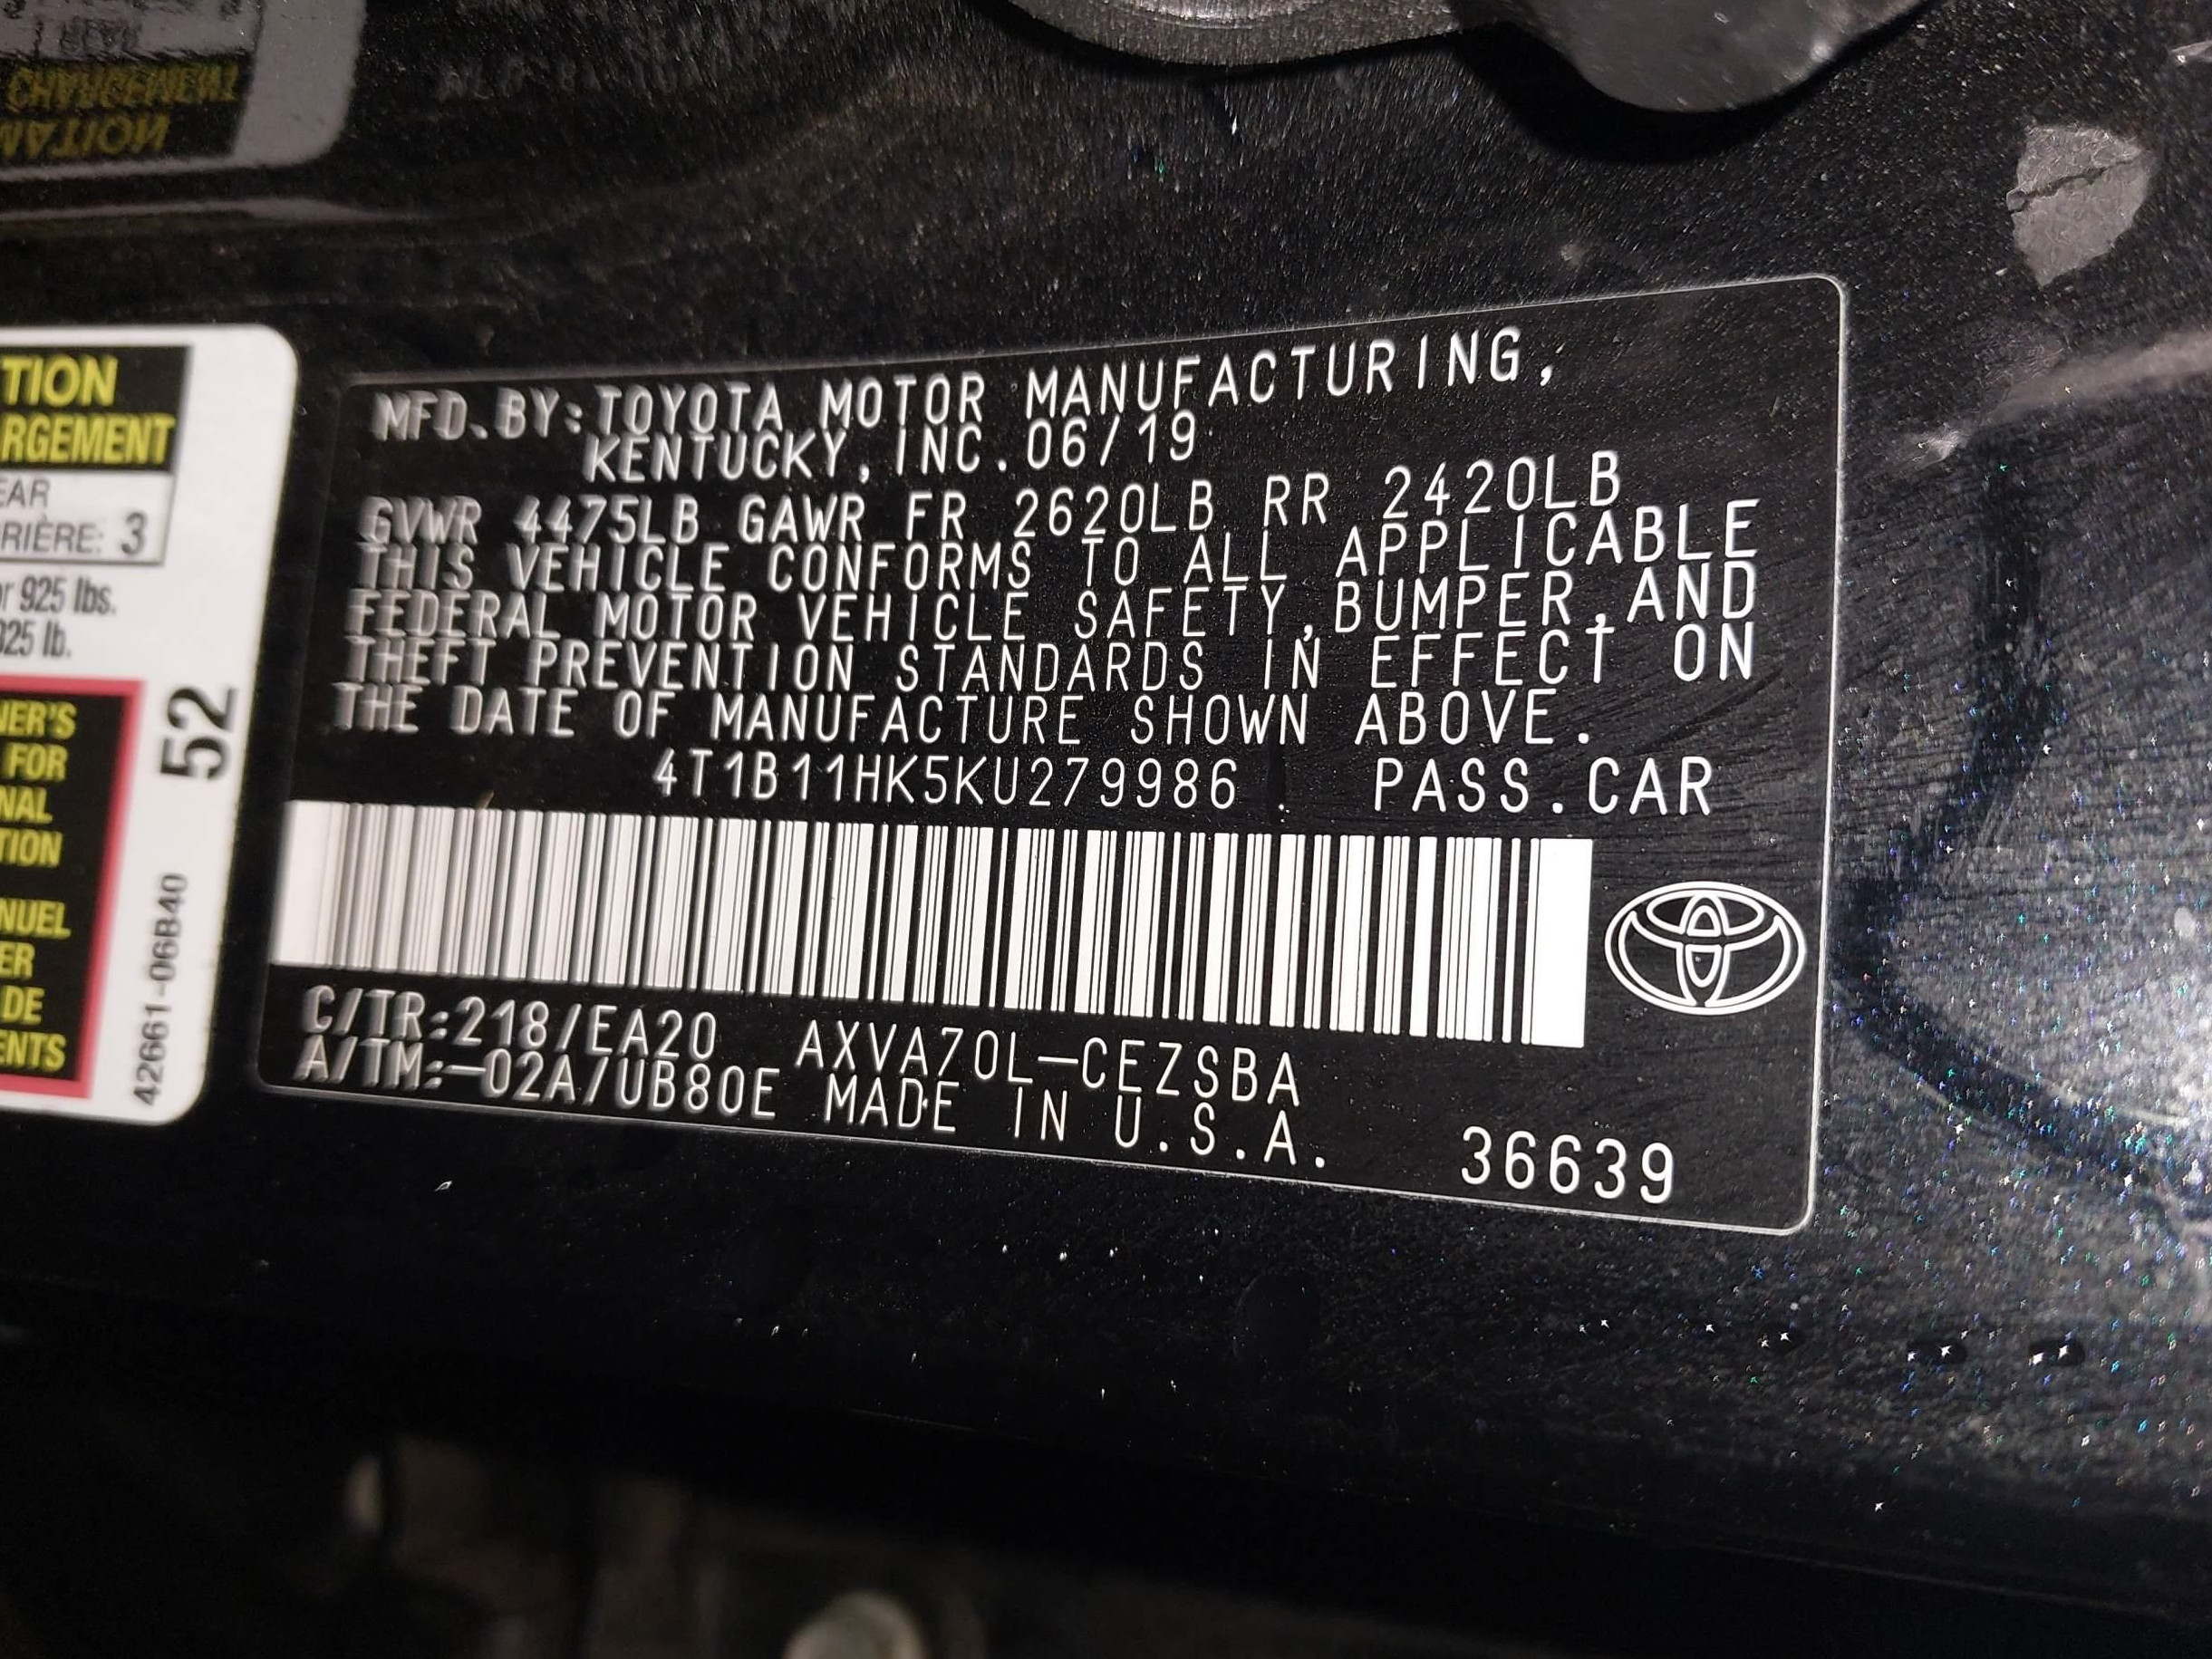 TION
RGEMENT
EAR
RIÈRE: 3
or 925 lbs.
925 lb.
NER'S
FOR
NAL
TION
NUEL
ER
DE
ENTS
52
42661-06B40
MFD.BY:TOYOTA MOTOR MANUFACTURING,
KENTUCKY, INC.06/19
GVWR 4475LB GAWR FR 2620LB RR 2420LB
THIS VEHICLE CONFORMS TO ALL APPLICABLE
FEDERAL MOTOR VEHICLE SAFETY,BUMPER,AND
THEFT PREVENTION STANDARDS IN EFFECT ON
THE DATE OF MANUFACTURE SHOWN ABOVE.
4T1B11HK5KU279986 PASS.CAR
C/TR:218/EA20 AXVA70L-CEZSBA
A/TM:-02A/UB80E MADE IN U.S.A. 36639